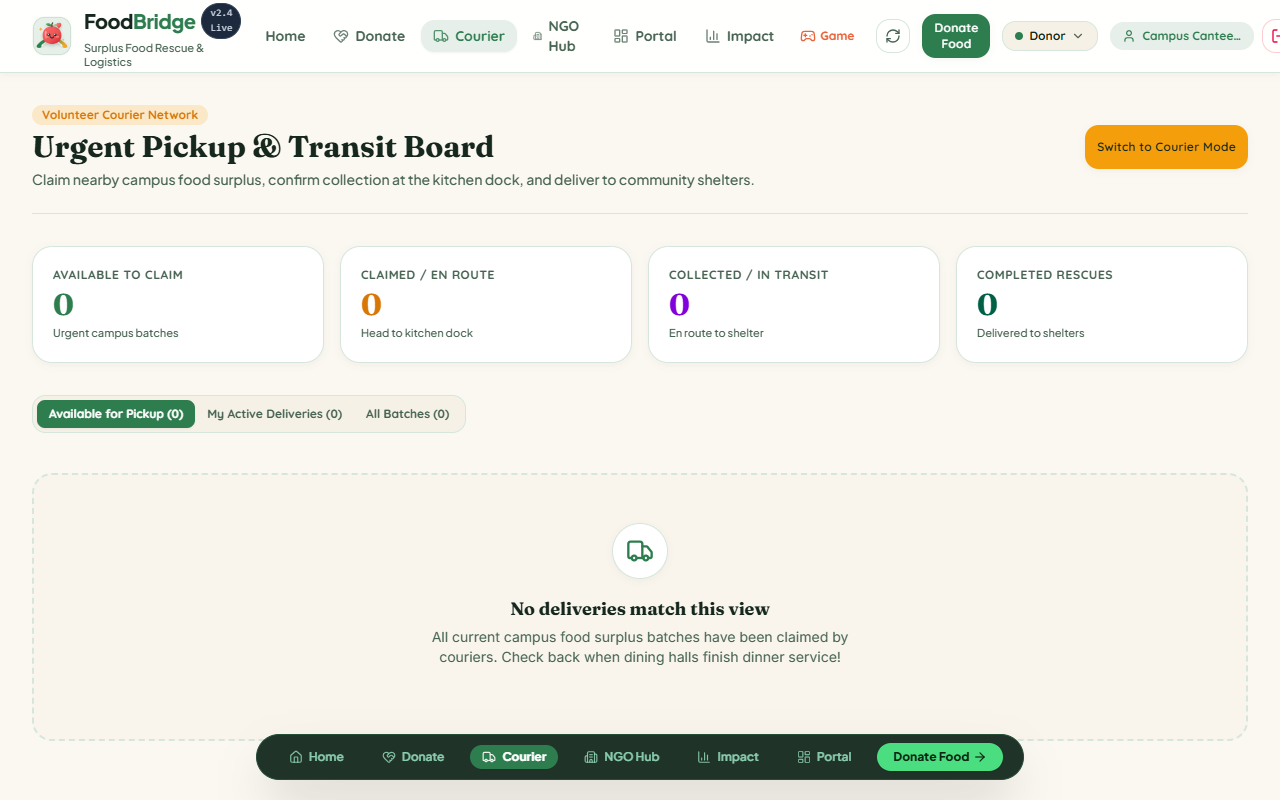 FoodBridge
v2.4
Live
Surplus Food Rescue &
Logistics
Home
Donate
Courier
NGO
Hub
Portal
Impact
Game
Donate
Food
Donor
Campus Cantee...
Volunteer Courier Network
Urgent Pickup & Transit Board
Claim nearby campus food surplus, confirm collection at the kitchen dock, and deliver to community shelters.
Switch to Courier Mode
AVAILABLE TO CLAIM
0
Urgent campus batches
CLAIMED / EN ROUTE
0
Head to kitchen dock
COLLECTED / IN TRANSIT
0
En route to shelter
COMPLETED RESCUES
0
Delivered to shelters
Available for Pickup (0)
My Active Deliveries (0)
All Batches (0)
No deliveries match this view
All current campus food surplus batches have been claimed by
couriers. Check back when dining halls finish dinner service!
Home
Donate
Courier
NGO Hub
Impact
Portal
Donate Food →